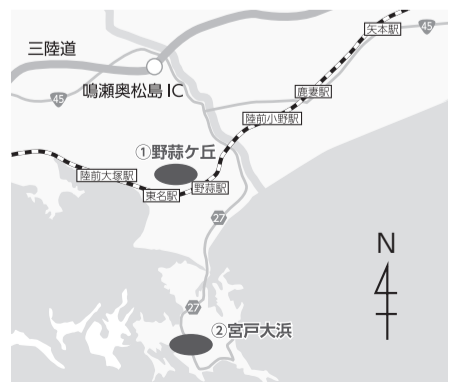 矢本駅
45
三陸道
鳴瀬奥松島IC
45
鹿妻駅
陸前小野駅
①野蒜ケ丘
陸前大塚駅
野蒜駅
東名駅
27
N
27
②宮戸大浜